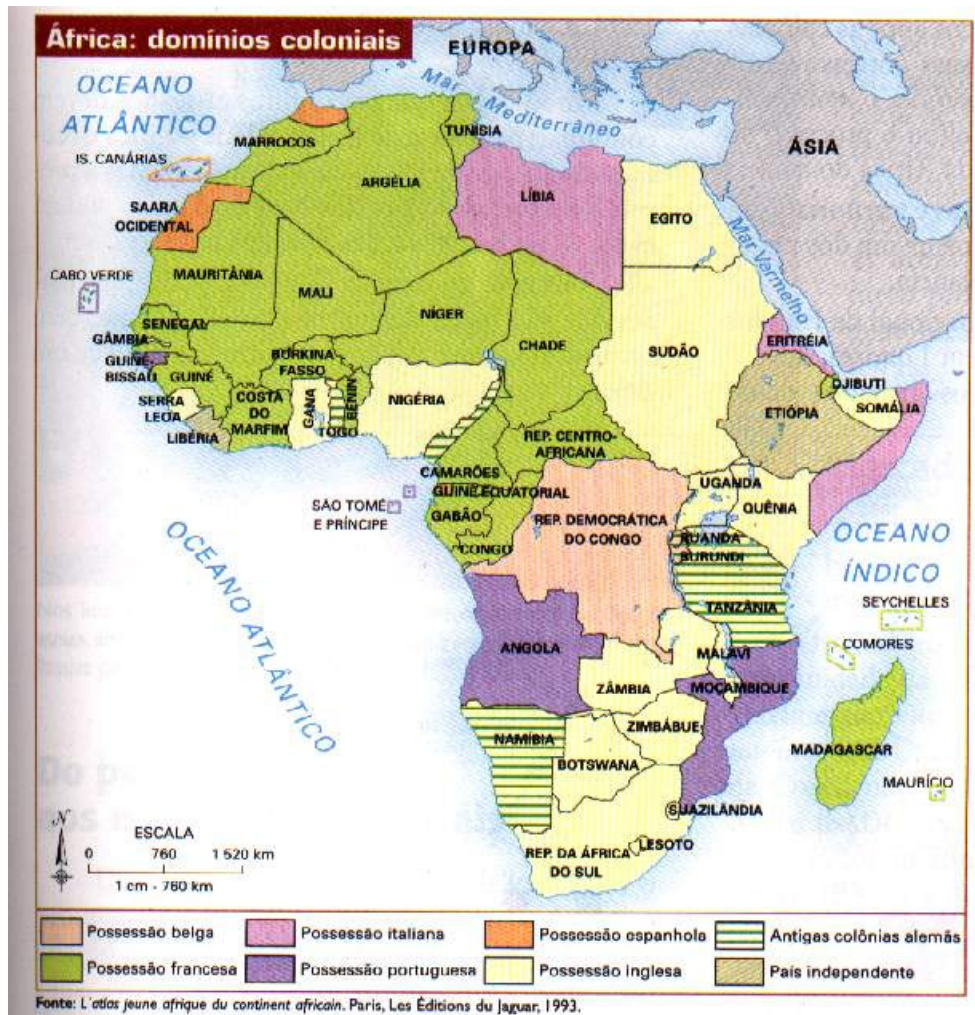 África: domínios coloniais
EUROPA
OCEANO
ATLÂNTICO
Mar Mediterrâneo
ÁSIA
MARROCOS
TUNISIA
IS. CANÁRIAS
ARGÉLIA
LÍBIA
EGITO
SAARA
OCIDENTAL
Mar Vermelho
CABO VERDE
MAURITÂNIA
MALI
NÍGER
CHADE
SUDÃO
ERITRÉIA
SENEGAL
GÂMBIA
GUINÉ-
BISSAU
GUINÉ
BURKINA
FASSO
DJIBUTI
SERRA
LEOA
COSTA
DO
MARFIM
GANA
TOGO
BENIN
NIGÉRIA
ETIÓPIA
SOMÁLIA
LIBÉRIA
REP. CENTRO-
AFRICANA
CAMARÕES
GUINÉ EQUATORIAL
UGANDA
QUÊNIA
SÃO TOMÉ
E PRÍNCIPE
GABÃO
CONGO
REP. DEMOCRÁTICA
DO CONGO
RUANDA
BURUNDI
OCEANO
ÍNDICO
OCEANO ATLÂNTICO
TANZÂNIA
SEYCHELLES
COMORES
ANGOLA
MALAVI
ZÂMBIA
MOÇAMBIQUE
ZIMBÁBUE
NAMÍBIA
BOTSWANA
MADAGASCAR
MAURÍCIO
SUAZILÂNDIA
LESOTO
REP. DA ÁFRICA
DO SUL
N
ESCALA
0 760 1 520 km
1 cm - 760 km
Possessão belga
Possessão italiana
Possessão espanhola
Antigas colônias alemãs
Possessão francesa
Possessão portuguesa
Possessão inglesa
País independente
Fonte: L'atlas jeune afrique du continent africain. Paris, Les Éditions du Jaguar, 1993.